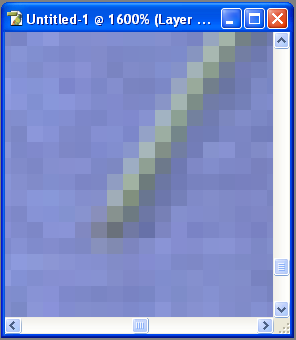 Untitled-1 @ 1600% (Layer ...